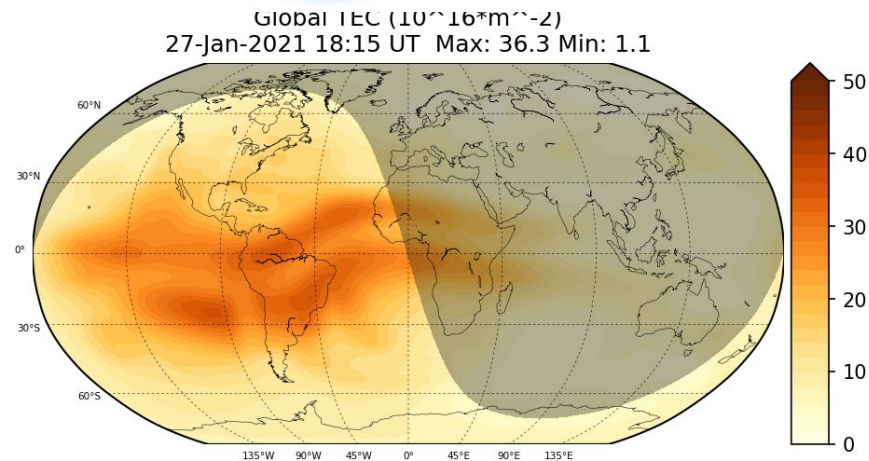 Global TEC (10^16*m^-2)
27-Jan-2021 18:15 UT Max: 36.3 Min: 1.1
60°N
30°N
0°
30°S
60°S
135°W 90°W 45°W 0° 45°E 90°E 135°E
50
40
30
20
10
0